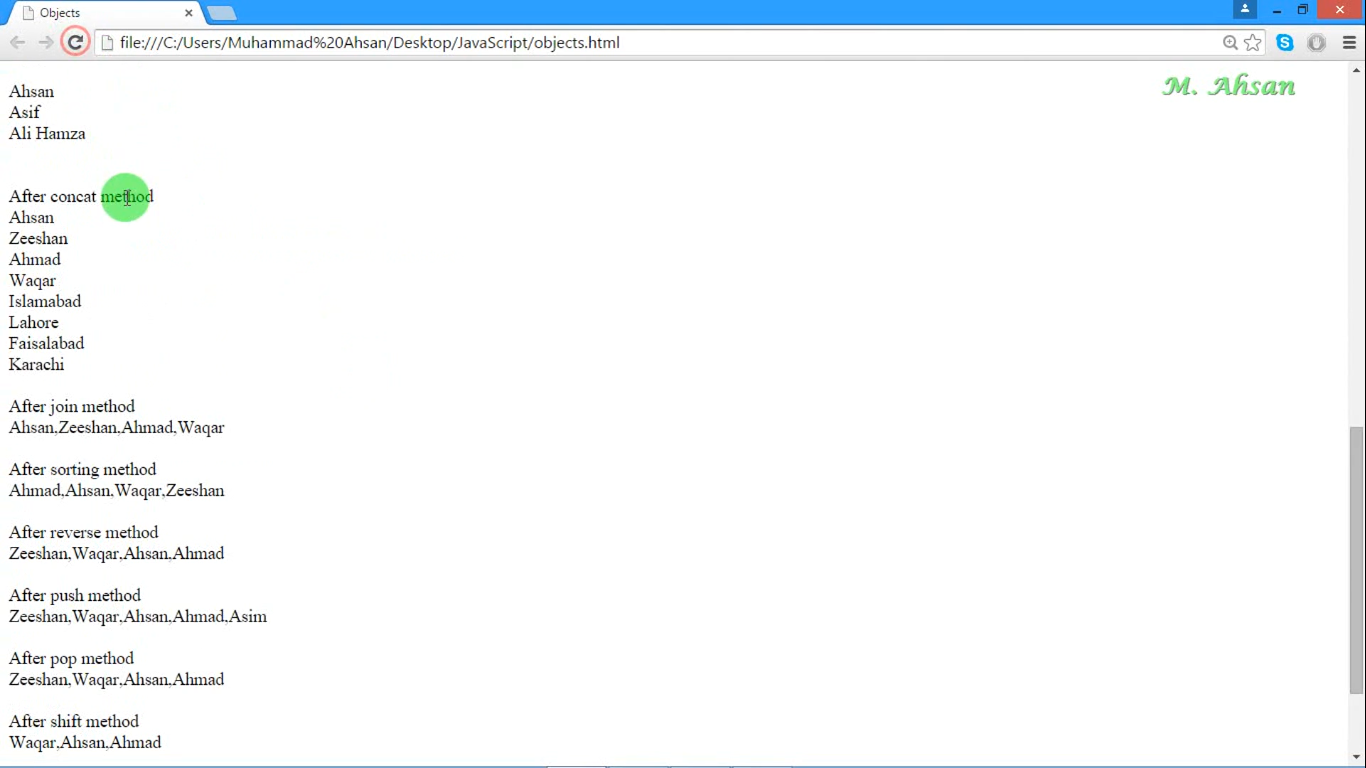 Objects
file:///C:/Users/Muhammad%20Ahsan/Desktop/JavaScript/objects.html
M. Ahsan
Ahsan
Asif
Ali Hamza
After concat method
Ahsan
Zeeshan
Ahmad
Waqar
Islamabad
Lahore
Faisalabad
Karachi
After join method
Ahsan,Zeeshan,Ahmad,Waqar
After sorting method
Ahmad,Ahsan,Waqar,Zeeshan
After reverse method
Zeeshan,Waqar,Ahsan,Ahmad
After push method
Zeeshan,Waqar,Ahsan,Ahmad,Asim
After pop method
Zeeshan,Waqar,Ahsan,Ahmad
After shift method
Waqar,Ahsan,Ahmad